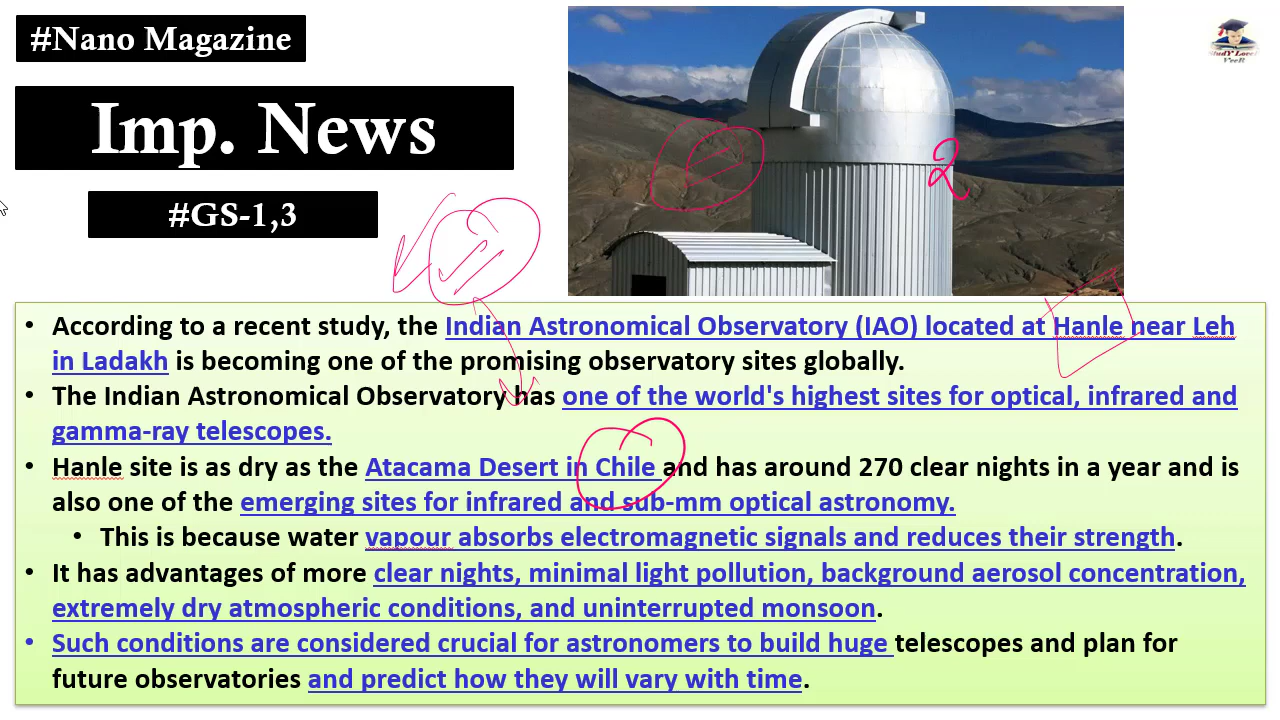 #Nano Magazine
Imp. News
#GS-1,3
2
• According to a recent study, the Indian Astronomical Observatory (IAO) located at Hanle near Leh
in Ladakh is becoming one of the promising observatory sites globally.
• The Indian Astronomical Observatory has one of the world's highest sites for optical, infrared and
gamma-ray telescopes.
• Hanle site is as dry as the Atacama Desert in Chile and has around 270 clear nights in a year and is
also one of the emerging sites for infrared and sub-mm optical astronomy.
• This is because water vapour absorbs electromagnetic signals and reduces their strength.
• It has advantages of more clear nights, minimal light pollution, background aerosol concentration,
extremely dry atmospheric conditions, and uninterrupted monsoon.
• Such conditions are considered crucial for astronomers to build huge telescopes and plan for
future observatories and predict how they will vary with time.